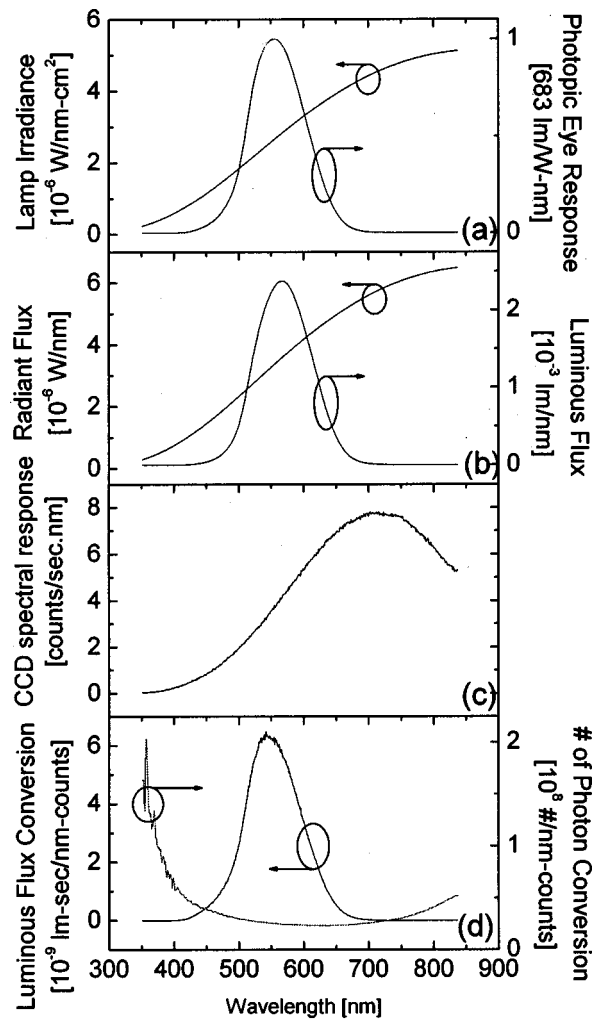 Lamp Irradiance
[10⁻⁶ W/nm-cm²]
6
4
2
0
1
0
Photopic Eye Response
[683 lm/W-nm]
(a)
Radiant Flux
[10⁻⁶ W/nm]
6
4
2
0
2
1
0
Luminous Flux
[10⁻³ lm/nm]
(b)
CCD spectral response
[counts/sec.nm]
8
6
4
2
0
(c)
Luminous Flux Conversion
[10⁻⁹ lm-sec/nm-counts]
6
4
2
0
2
1
0
# of Photon Conversion
[10⁸ #/nm-counts]
(d)
300 400 500 600 700 800 900
Wavelength [nm]